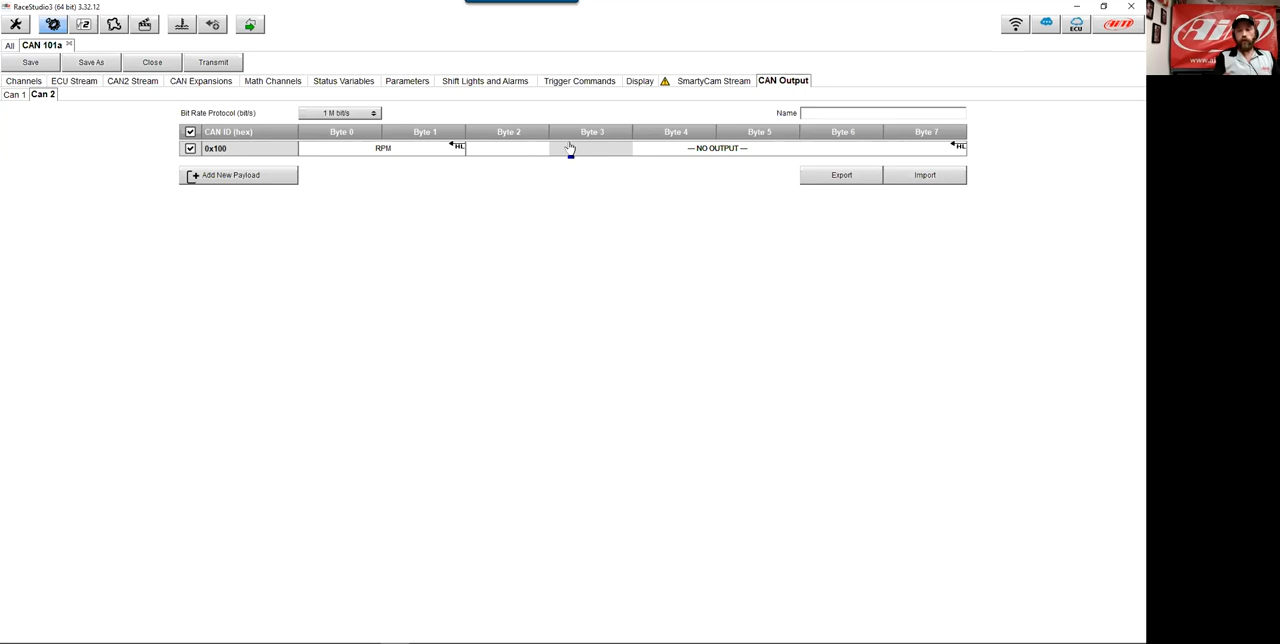 RaceStudio3 (64 bit) 3.32.12
ECU
AiM
All CAN 101a
Save Save As Close Transmit
Channels ECU Stream CAN2 Stream CAN Expansions Math Channels Status Variables Parameters Shift Lights and Alarms Trigger Commands Display SmartyCam Stream CAN Output
Can 1 Can 2
Bit Rate Protocol (bit/s) 1 M bit/s Name
CAN ID (hex) Byte 0 Byte 1 Byte 2 Byte 3 Byte 4 Byte 5 Byte 6 Byte 7
0x100 RPM HL --- NO OUTPUT --- HL
Add New Payload Export Import